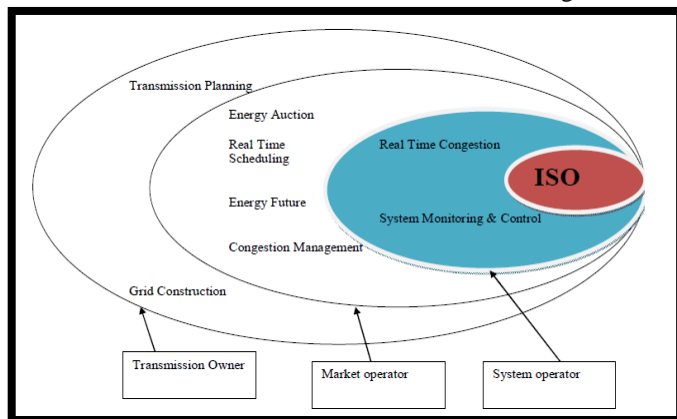 Transmission Planning
Energy Auction
Real Time
Scheduling
Real Time Congestion
ISO
Energy Future
System Monitoring & Control
Congestion Management
Grid Construction
Transmission Owner
Market operator
System operator